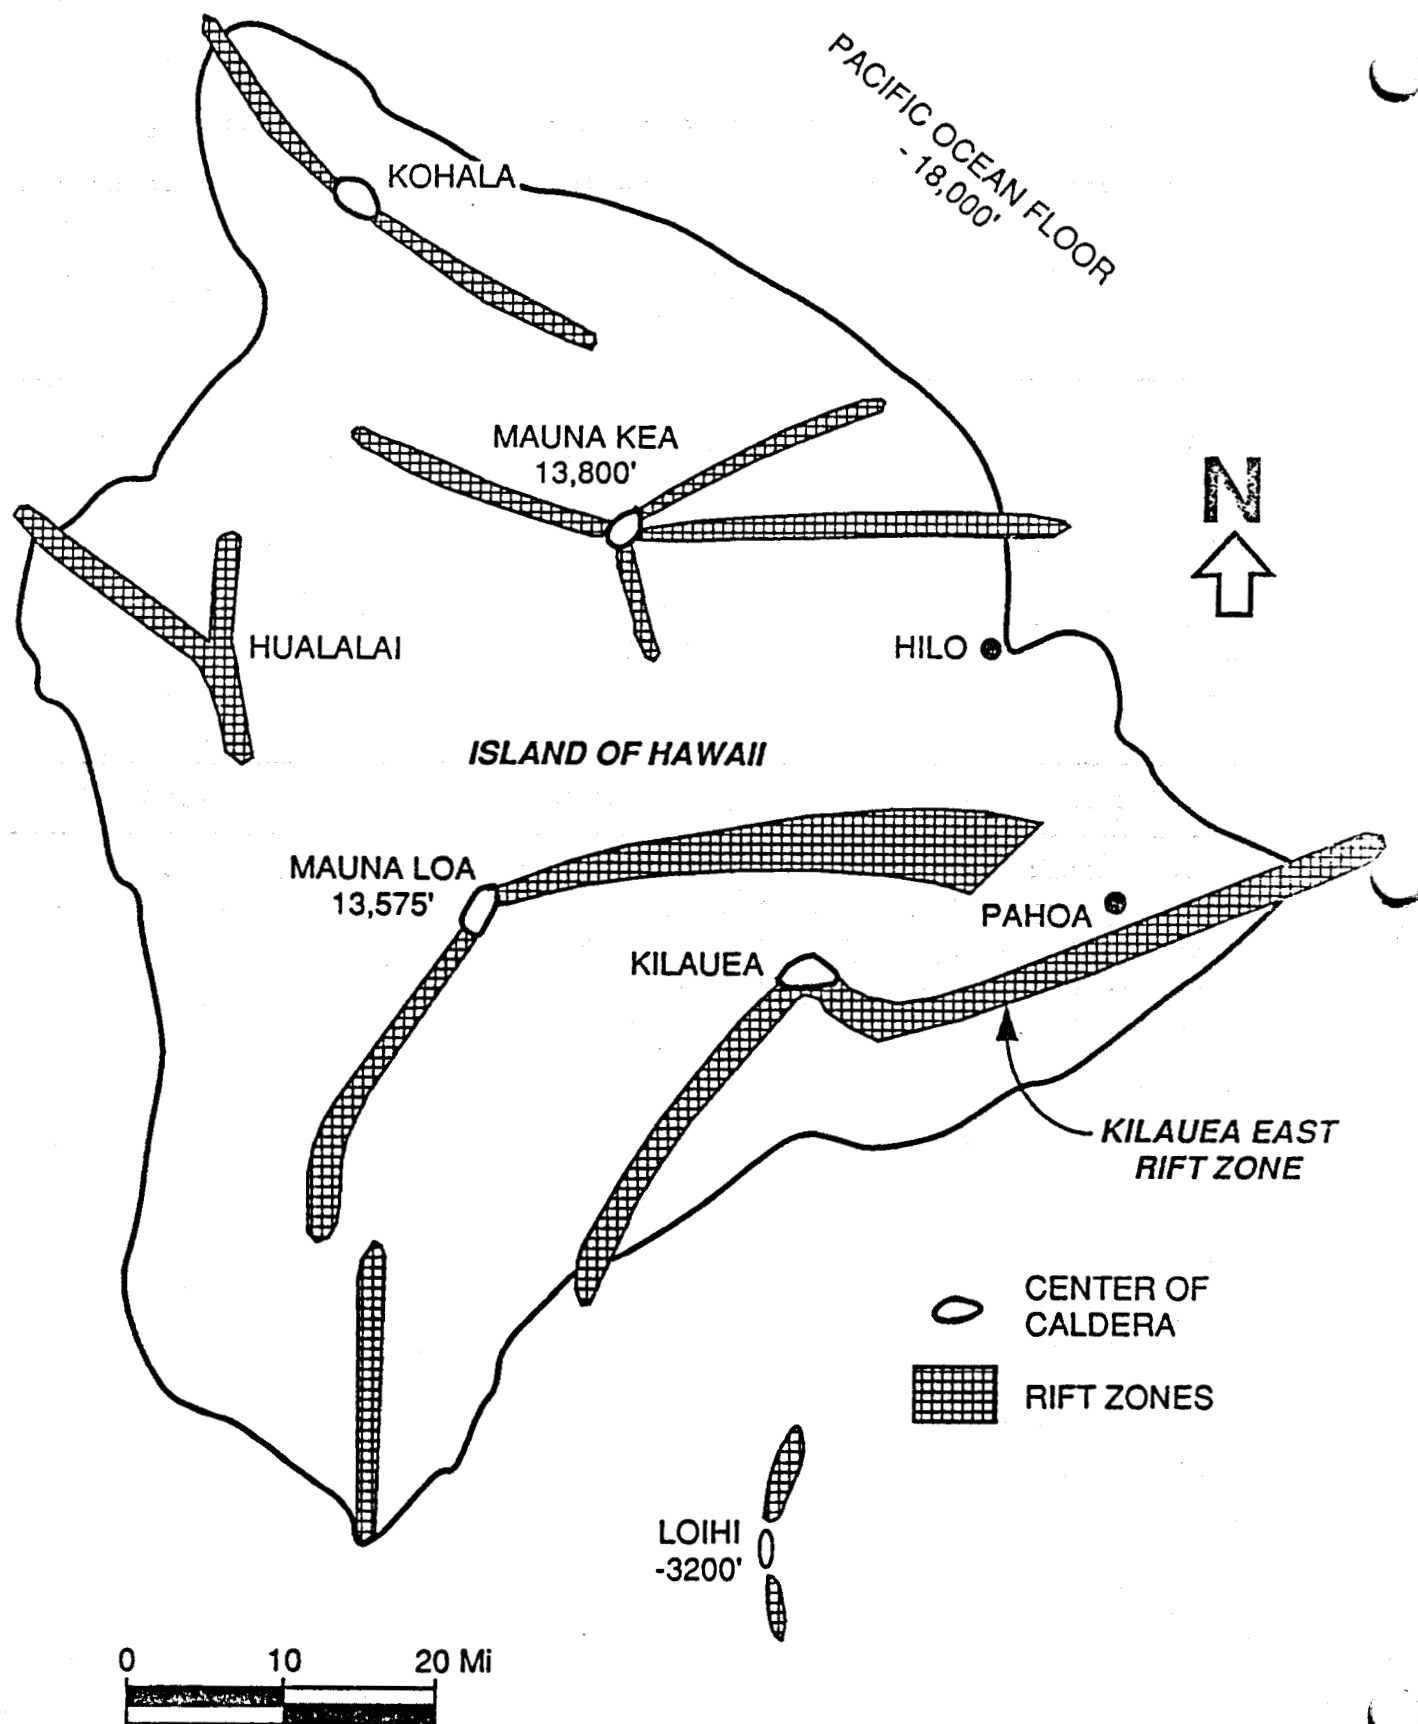 PACIFIC OCEAN FLOOR
- 18,000'
KOHALA
MAUNA KEA
13,800'
N
HUALALAI
HILO
ISLAND OF HAWAII
MAUNA LOA
13,575'
PAHOA
KILAUEA
KILAUEA EAST
RIFT ZONE
CENTER OF
CALDERA
RIFT ZONES
LOIHI
-3200'
0 10 20 Mi